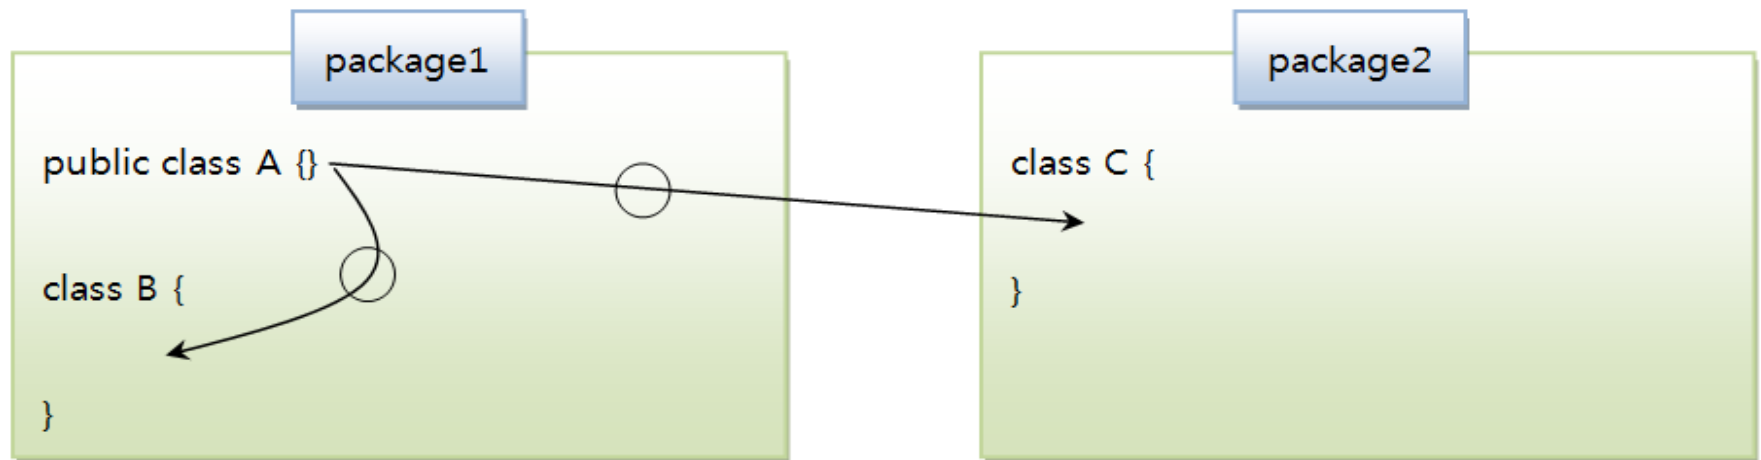 package1
public class A {}
class B {
}
package2
class C {
}